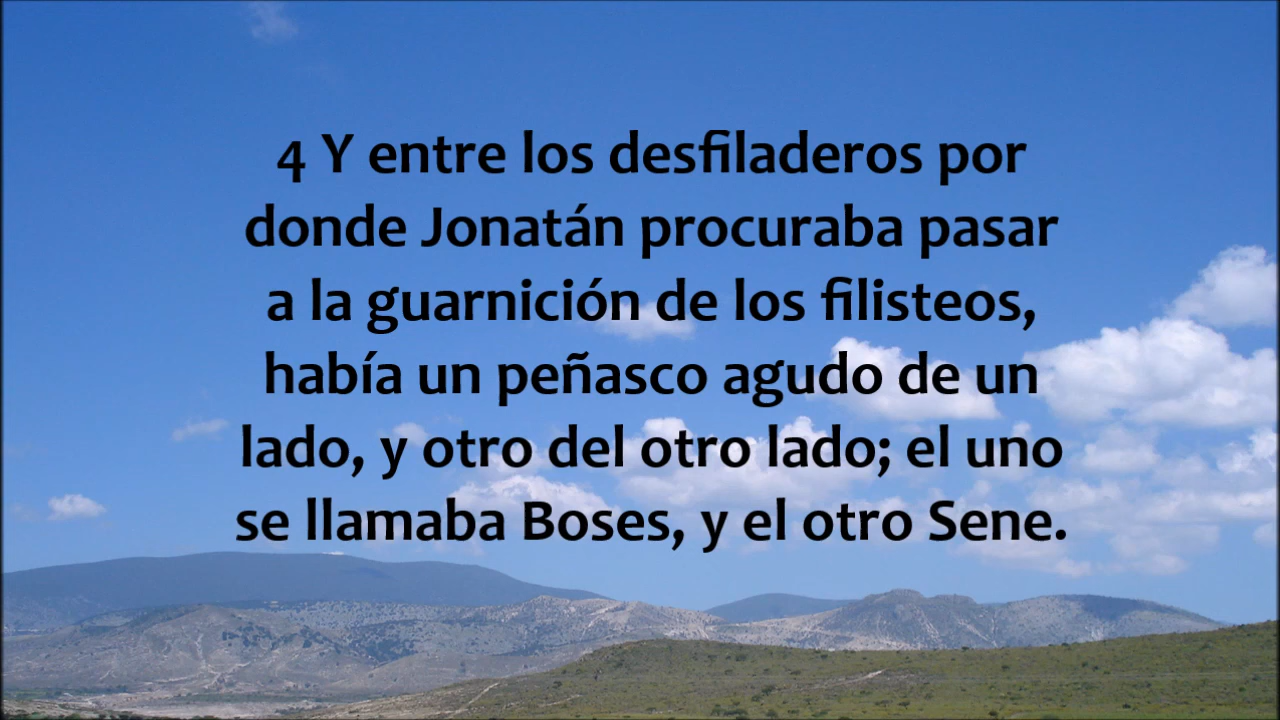 4 Y entre los desfiladeros por
donde Jonatán procuraba pasar
a la guarnición de los filisteos,
había un peñasco agudo de un
lado, y otro del otro lado; el uno
se llamaba Boses, y el otro Sene.